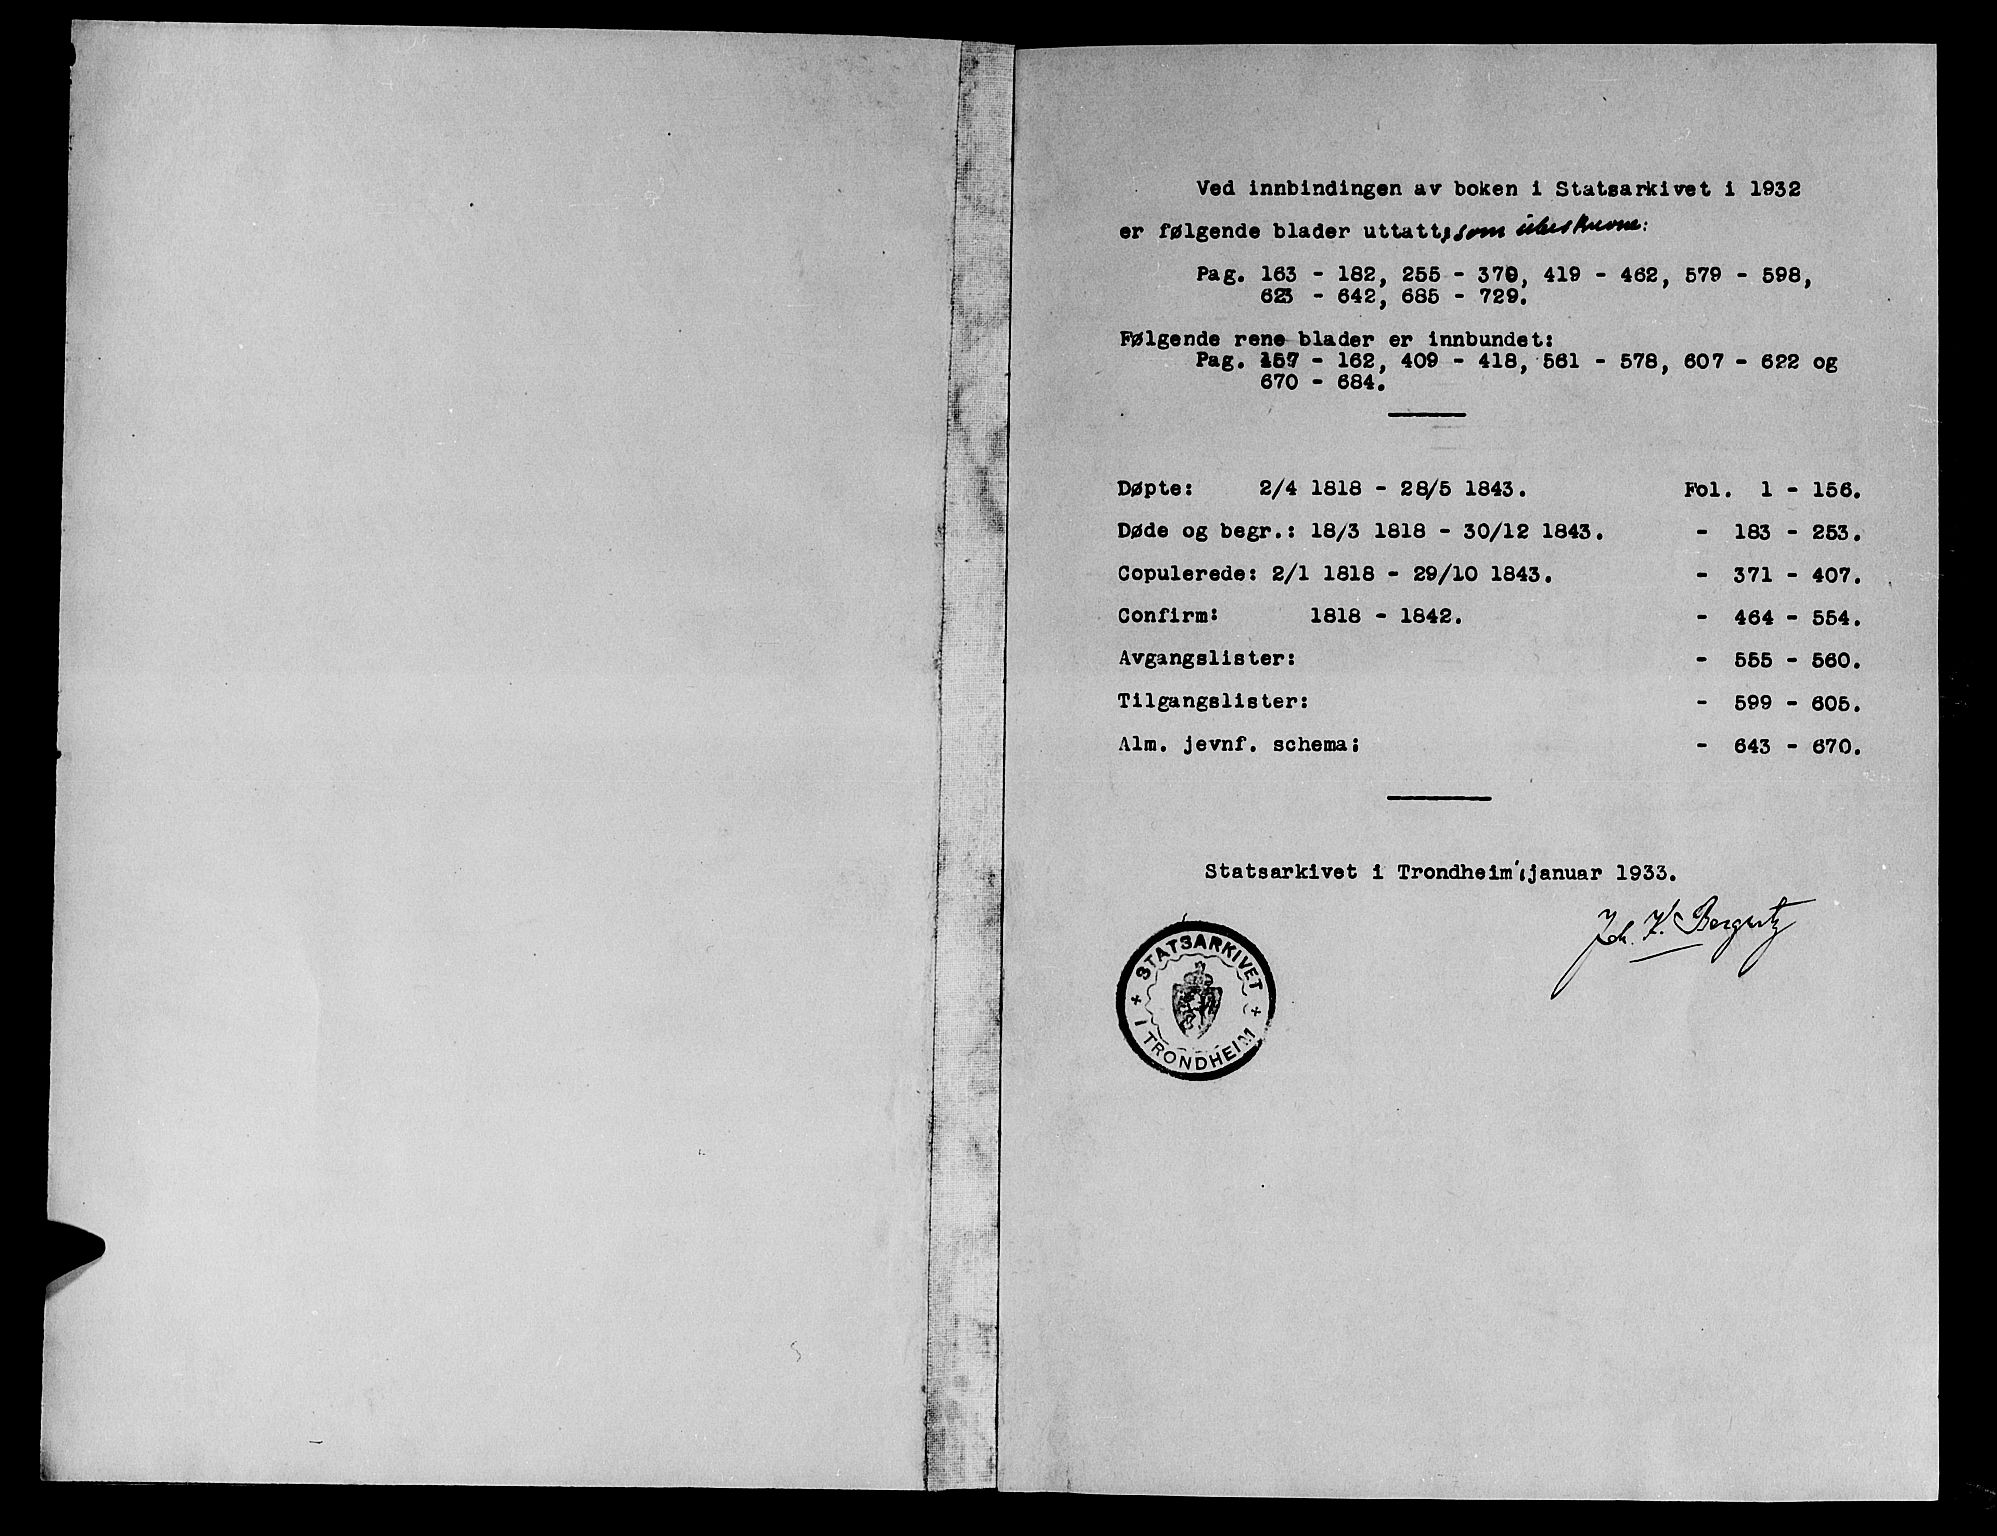 Ved innbindingen av boken i Statsarkivet i 1932
er følgende blader uttatt, som ubeskrevne:
Pag. 163 - 182, 255 - 370, 419 - 462, 579 - 598,
623 - 642, 685 - 729.
Følgende rene blader er innbundet:
Pag. 157 - 162, 409 - 418, 561 - 578, 607 - 622 og
670 - 684.
Døpte: 2/4 1818 - 28/5 1843. Fol. 1 - 156.
Døde og begr.: 18/3 1818 - 30/12 1843. - 183 - 253.
Copulerede: 2/1 1818 - 29/10 1843. - 371 - 407.
Confirm: 1818 - 1842. - 464 - 554.
Avgangslister: - 555 - 560.
Tilgangslister: - 599 - 605.
Alm. jevnf. schema: - 643 - 670.
Statsarkivet i Trondheim i januar 1933.
Joh. K. Bergwitz
STATSARKIVET
I TRONDHEIM